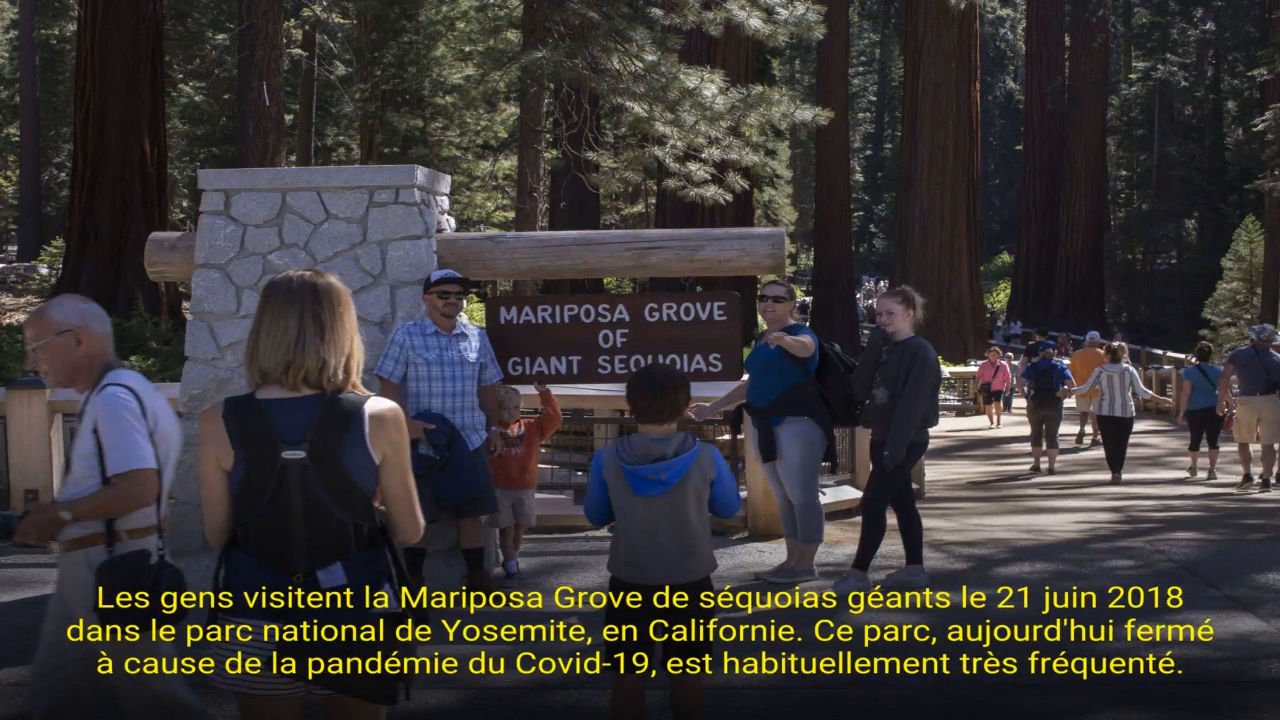 MARIPOSA GROVE
OF
GIANT SEQUOIAS
Les gens visitent la Mariposa Grove de séquoias géants le 21 juin 2018
dans le parc national de Yosemite, en Californie. Ce parc, aujourd'hui fermé
à cause de la pandémie du Covid-19, est habituellement très fréquenté.